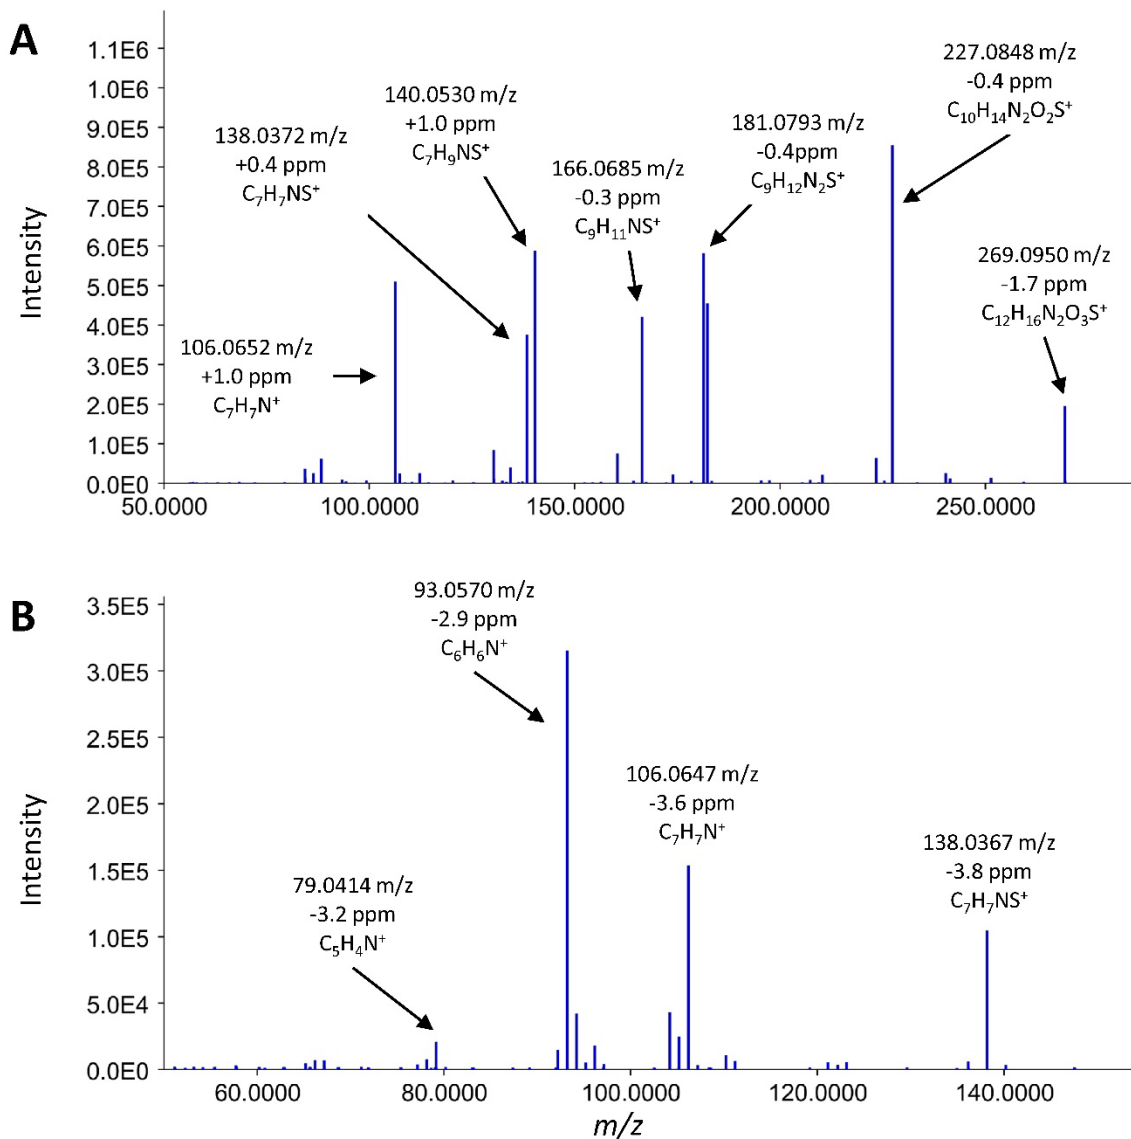 A
1.1E6
1.0E6
9.0E5
8.0E5
7.0E5
6.0E5
5.0E5
4.0E5
3.0E5
2.0E5
1.0E5
0.0E0
Intensity
50.0000
100.0000
150.0000
200.0000
250.0000
106.0652 m/z
+1.0 ppm
C₇H₇N⁺
138.0372 m/z
+0.4 ppm
C₇H₇NS⁺
140.0530 m/z
+1.0 ppm
C₇H₉NS⁺
166.0685 m/z
-0.3 ppm
C₉H₁₁NS⁺
181.0793 m/z
-0.4ppm
C₉H₁₂N₂S⁺
227.0848 m/z
-0.4 ppm
C₁₀H₁₄N₂O₂S⁺
269.0950 m/z
-1.7 ppm
C₁₂H₁₆N₂O₃S⁺
B
3.5E5
3.0E5
2.5E5
2.0E5
1.5E5
1.0E5
5.0E4
0.0E0
Intensity
60.0000
80.0000
100.0000
120.0000
140.0000
m/z
79.0414 m/z
-3.2 ppm
C₅H₄N⁺
93.0570 m/z
-2.9 ppm
C₆H₆N⁺
106.0647 m/z
-3.6 ppm
C₇H₇N⁺
138.0367 m/z
-3.8 ppm
C₇H₇NS⁺